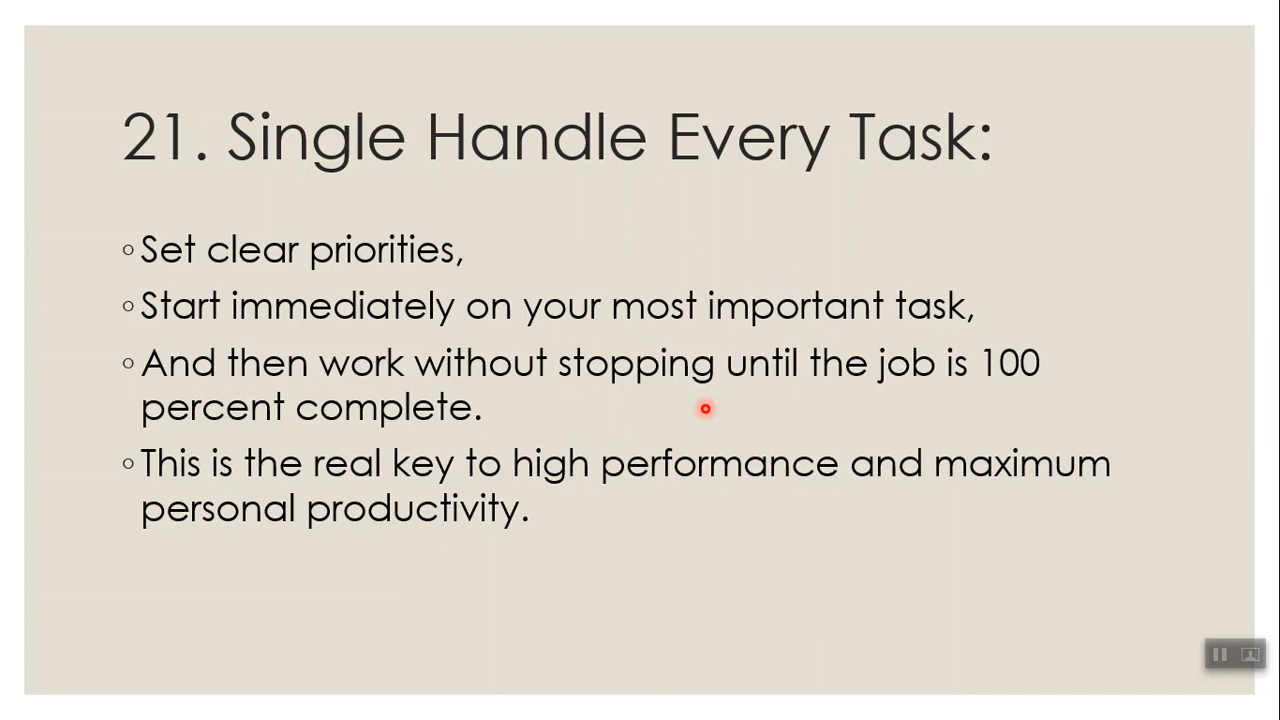 21. Single Handle Every Task:
◦ Set clear priorities,
◦ Start immediately on your most important task,
◦ And then work without stopping until the job is 100
percent complete.
◦ This is the real key to high performance and maximum
personal productivity.